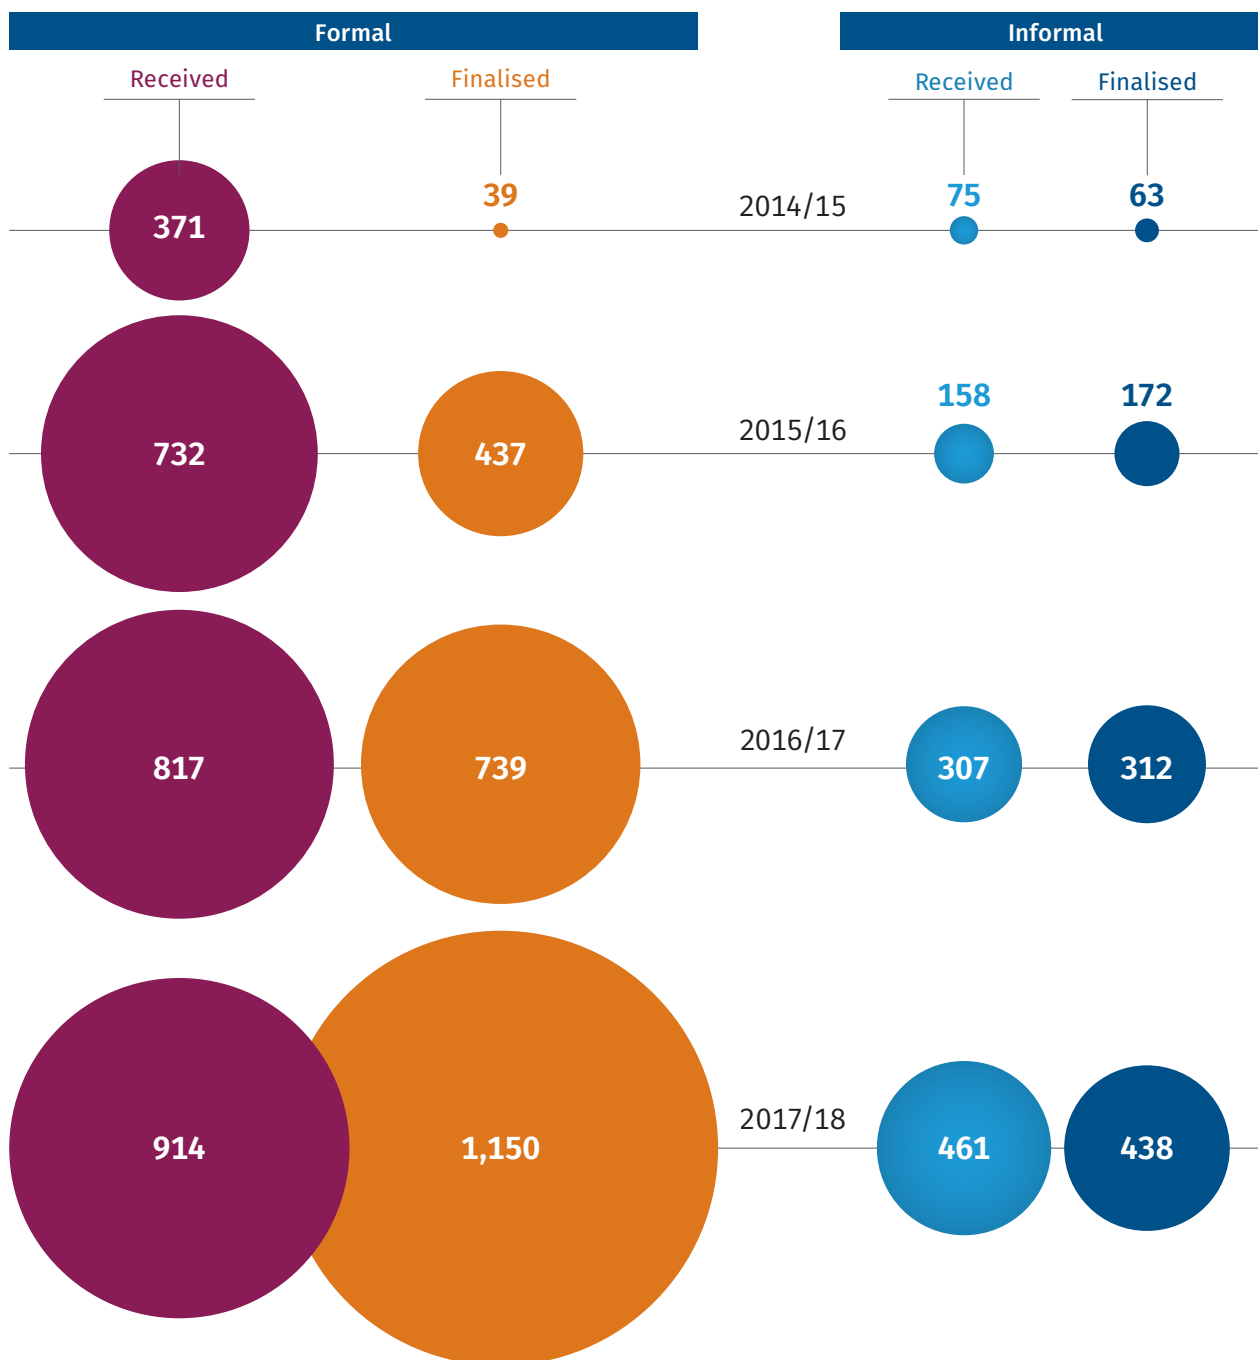 Formal Informal
Received Finalised Received Finalised
371 39 2014/15 75 63
732 437 2015/16 158 172
817 739 2016/17 307 312
914 1,150 2017/18 461 438